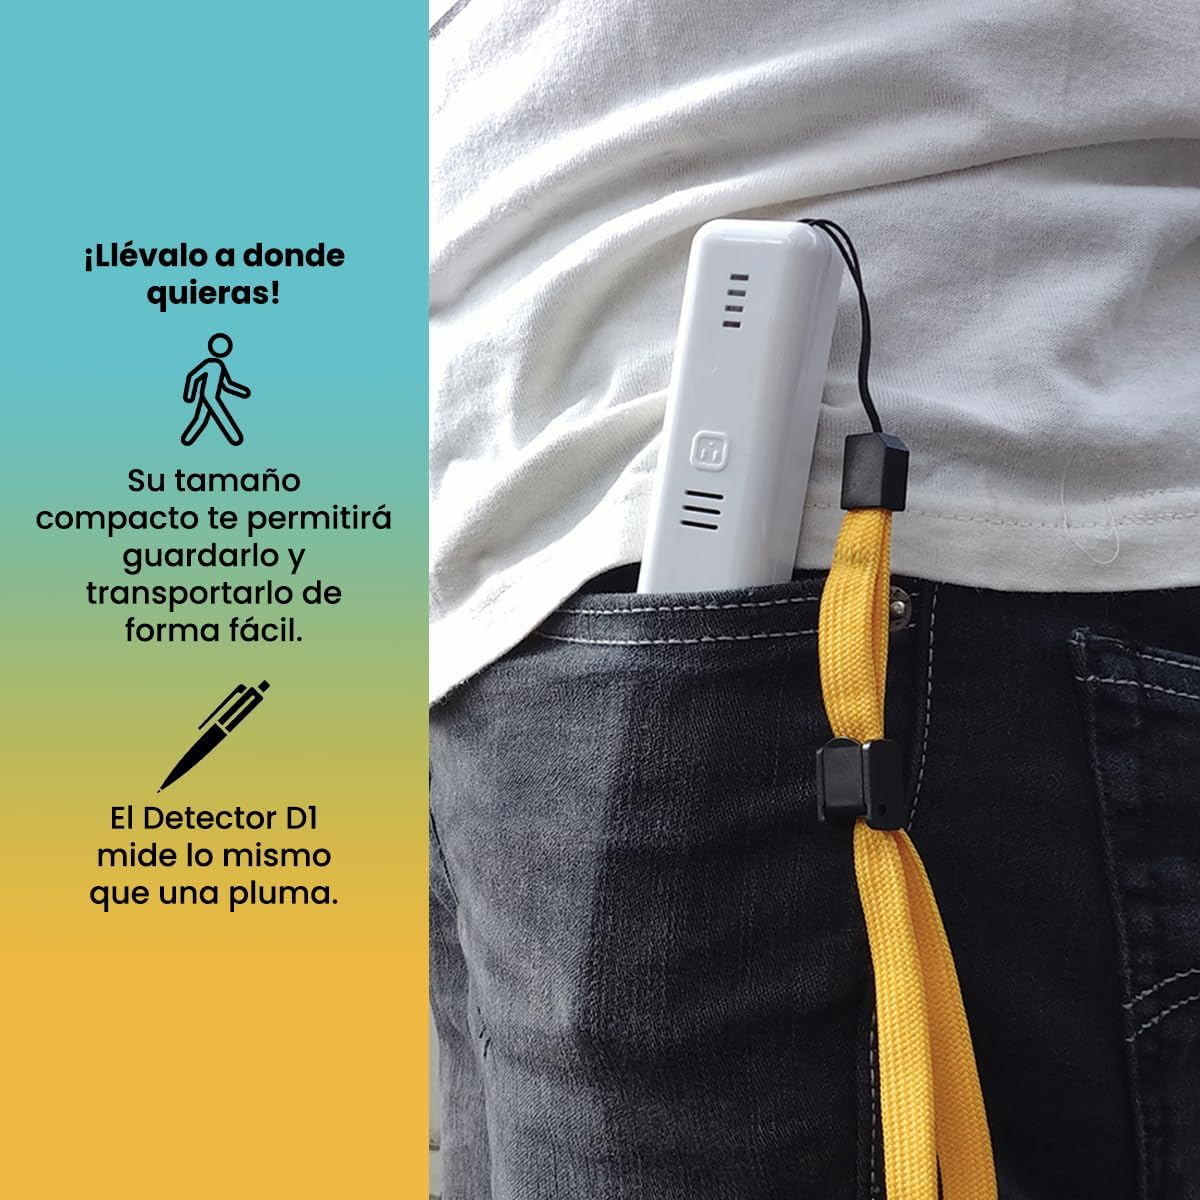 ¡Llévalo a donde
quieras!
Su tamaño
compacto te permitirá
guardarlo y
transportarlo de
forma fácil.
El Detector D1
mide lo mismo
que una pluma.